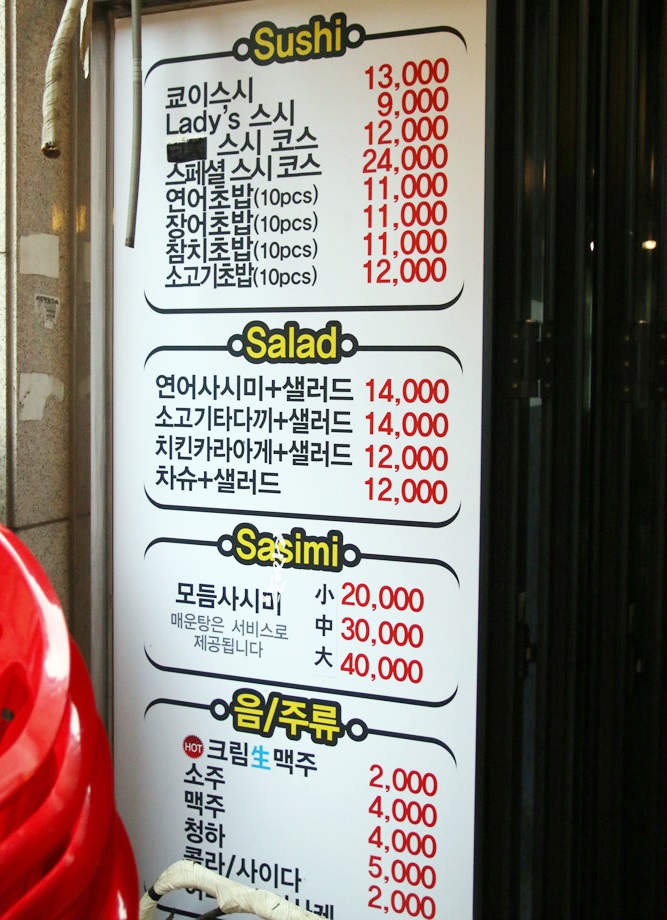 Sushi
쿄이스시 13,000
Lady's 스시 9,000
스시 코스 12,000
스페셜 스시 코스 24,000
연어초밥(10pcs) 11,000
장어초밥(10pcs) 11,000
참치초밥(10pcs) 11,000
소고기초밥(10pcs) 12,000
Salad
연어사시미+샐러드 14,000
소고기타다끼+샐러드 14,000
치킨카라아게+샐러드 12,000
차슈+샐러드 12,000
Sasimi
모듬사시미 小 20,000
매운탕은 서비스로 中 30,000
제공됩니다 大 40,000
음/주류
HOT 크림生맥주 2,000
소주 4,000
맥주 4,000
청하 5,000
콜라/사이다 2,000